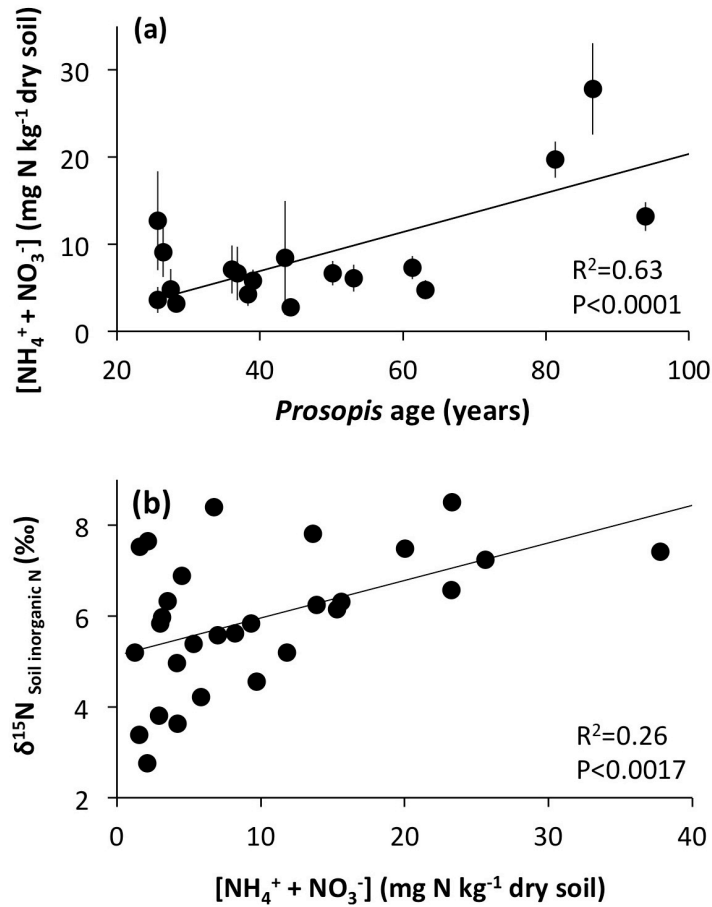 (a)
[NH₄⁺ + NO₃⁻] (mg N kg⁻¹ dry soil)
30
20
10
0
R²=0.63
P<0.0001
20 40 60 80 100
Prosopis age (years)
(b)
δ¹⁵N Soil inorganic N (‰)
8
6
4
2
R²=0.26
P<0.0017
0 10 20 30 40
[NH₄⁺ + NO₃⁻] (mg N kg⁻¹ dry soil)